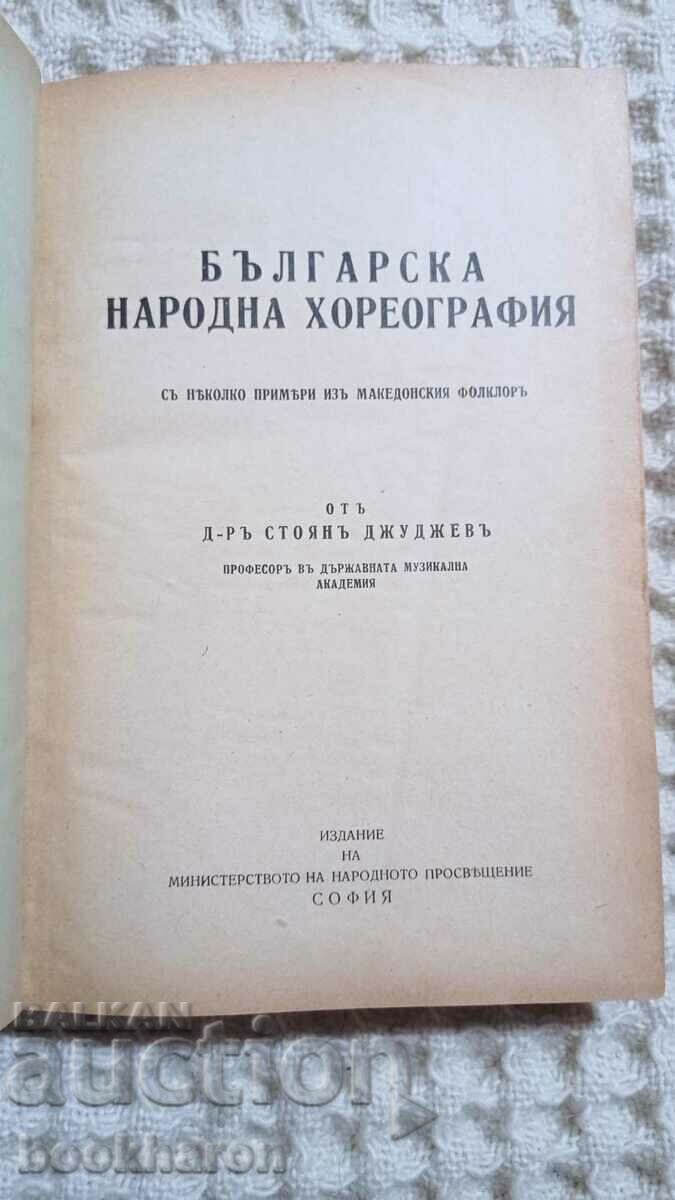 БЪЛГАРСКА
НАРОДНА ХОРЕОГРАФИЯ
СЪ НѢКОЛКО ПРИМѢРИ ИЗЪ МАКЕДОНСКИЯ ФОЛКЛОРЪ
ОТЪ
Д-РЪ СТОЯНЪ ДЖУДЖЕВЪ
ПРОФЕСОРЪ ВЪ ДЪРЖАВНАТА МУЗИКАЛНА
АКАДЕМИЯ
ИЗДАНИЕ
НА
МИНИСТЕРСТВОТО НА НАРОДНОТО ПРОСВѢЩЕНИЕ
СОФИЯ
BALKAN
auction
bookharon